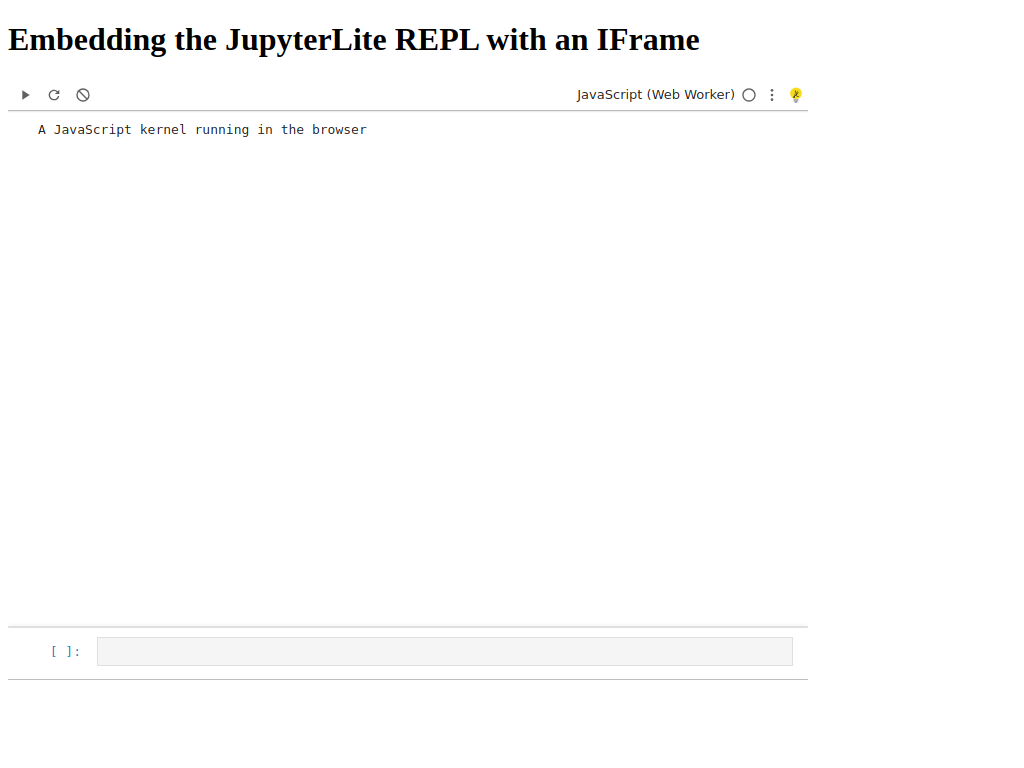 Embedding the JupyterLite REPL with an IFrame
JavaScript (Web Worker)
A JavaScript kernel running in the browser
[ ]: